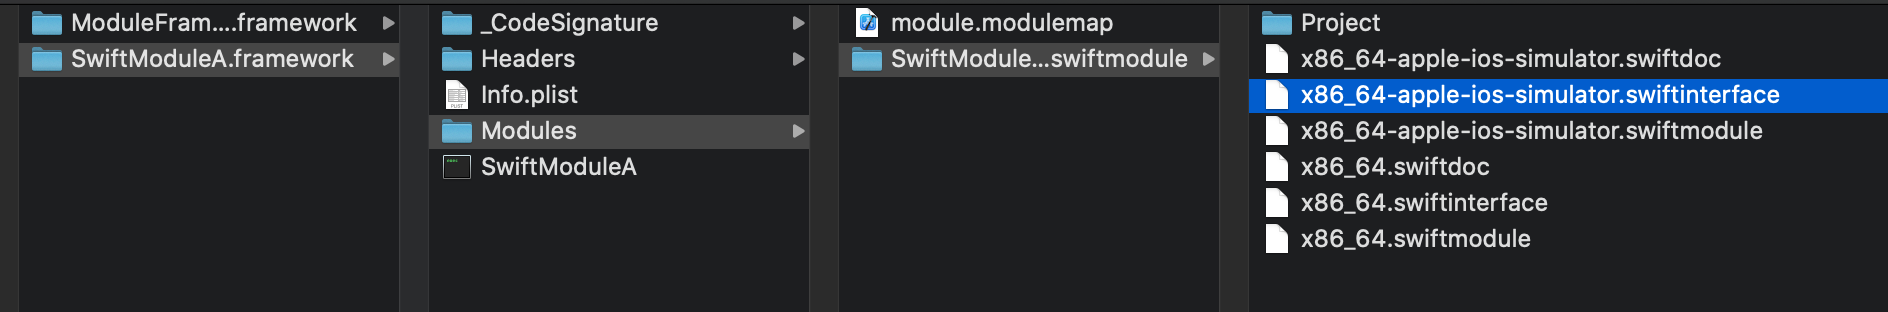 ModuleFram....framework
SwiftModuleA.framework
_CodeSignature
Headers
Info.plist
Modules
SwiftModuleA
module.modulemap
SwiftModule...swiftmodule
Project
x86_64-apple-ios-simulator.swiftdoc
x86_64-apple-ios-simulator.swiftinterface
x86_64-apple-ios-simulator.swiftmodule
x86_64.swiftdoc
x86_64.swiftinterface
x86_64.swiftmodule